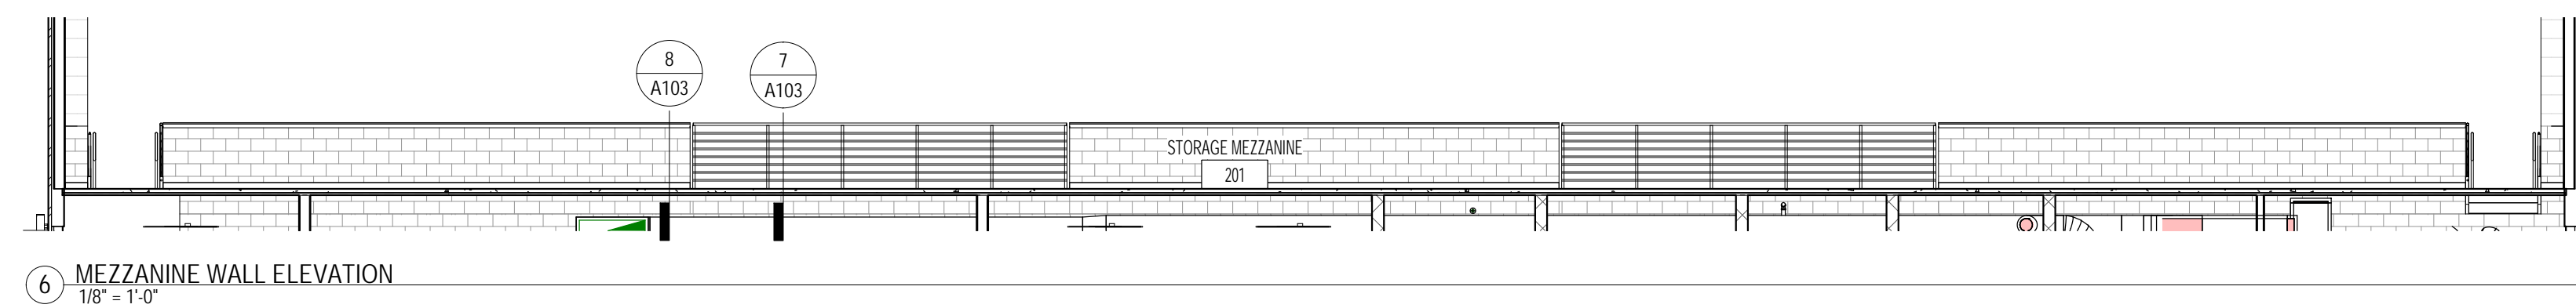 8
A103
7
A103
STORAGE MEZZANINE
201
6
MEZZANINE WALL ELEVATION
1/8" = 1'-0"